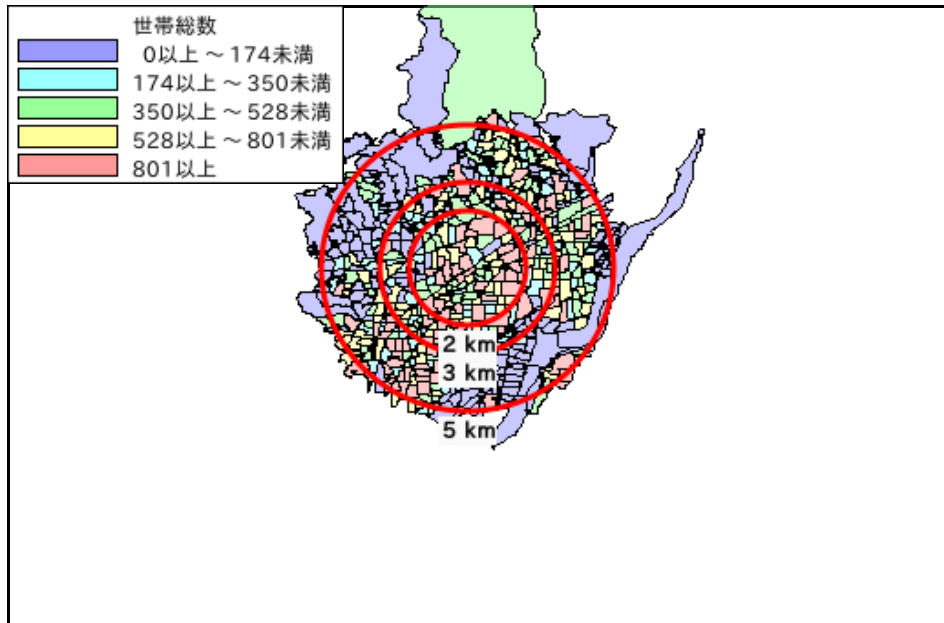 世帯総数
0以上 ～ 174未満
174以上 ～ 350未満
350以上 ～ 528未満
528以上 ～ 801未満
801以上
2 km
3 km
5 km